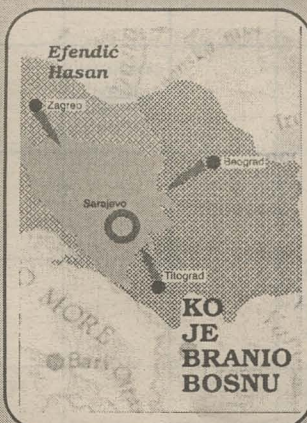 Efendić
Hasan
Zagreb
Beograd
Sarajevo
Titograd
MORE
Bari
KO
JE
BRANIO
BOSNU